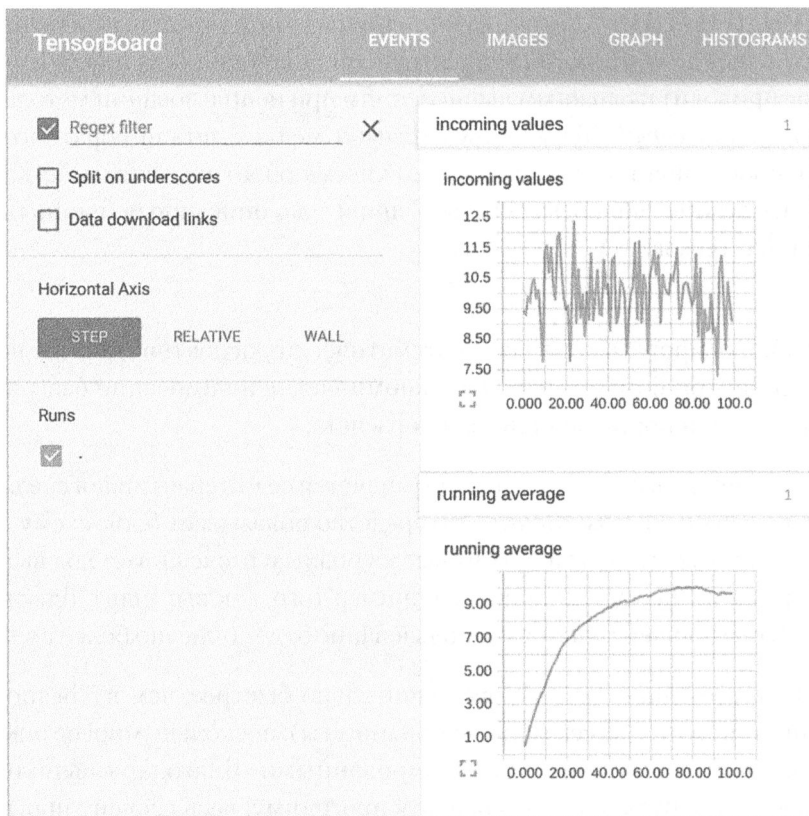 TensorBoard
EVENTS IMAGES GRAPH HISTOGRAMS
Regex filter
Split on underscores
Data download links
Horizontal Axis
STEP RELATIVE WALL
Runs
.
incoming values 1
incoming values
12.5
11.5
10.5
9.50
8.50
7.50
0.000 20.00 40.00 60.00 80.00 100.0
running average 1
running average
9.00
7.00
5.00
3.00
1.00
0.000 20.00 40.00 60.00 80.00 100.0